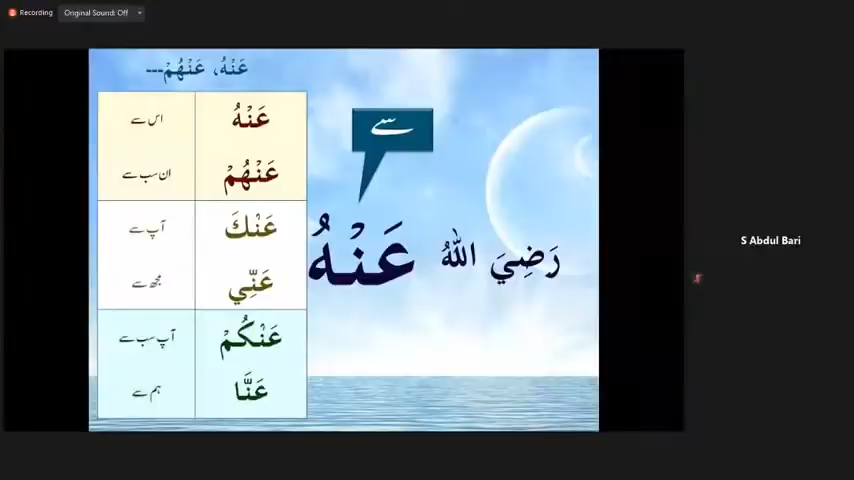 Recording
Original Sound: Off
عَنْهُ، عَنْهُمْ---
عَنْهُ اس سے
عَنْهُمْ ان سب سے
عَنْكَ آپ سے
عَنِّي مجھ سے
عَنْكُمْ آپ سب سے
عَنَّا ہم سے
سے
رَضِيَ اللّٰهُ عَنْهُ
S Abdul Bari